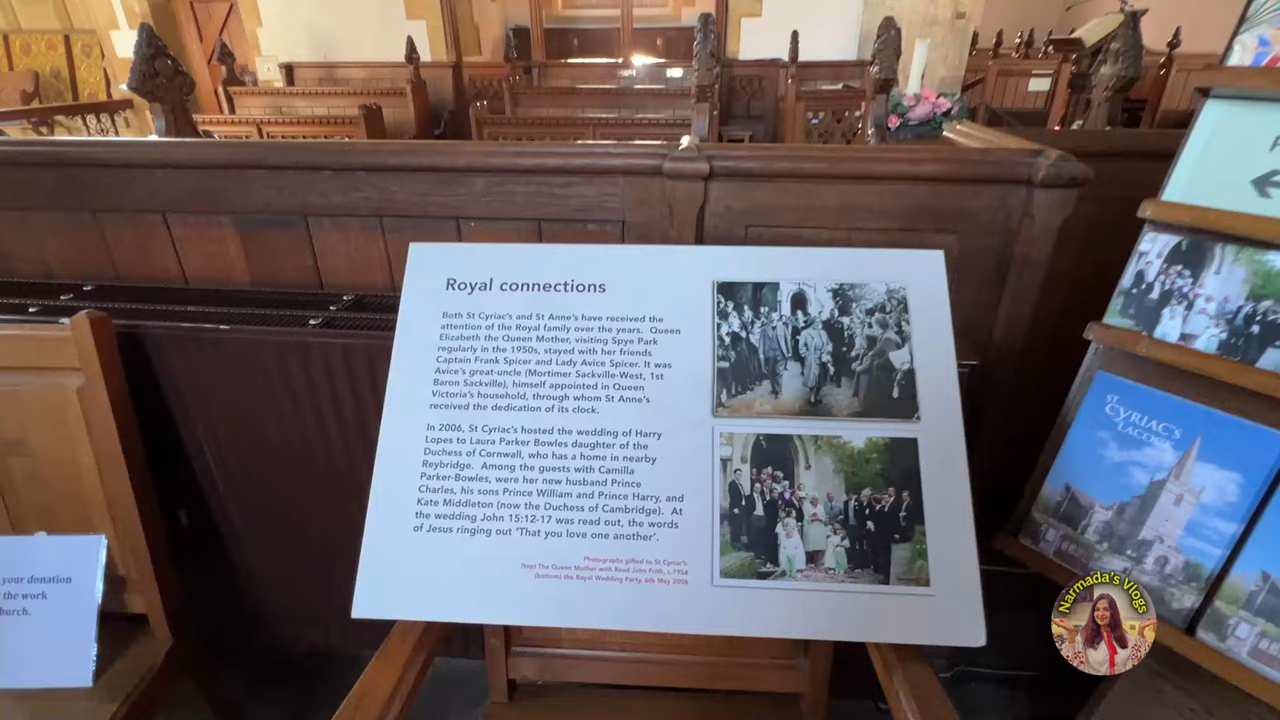 Royal connections
Both St Cyriac's and St Anne's have received the
attention of the Royal family over the years. Queen
Elizabeth the Queen Mother, visiting Spye Park
regularly in the 1950s, stayed with her friends
Captain Frank Spicer and Lady Avice Spicer. It was
Avice's great-uncle (Mortimer Sackville-West, 1st
Baron Sackville), himself appointed in Queen
Victoria's household, through whom St Anne's
received the dedication of its clock.
In 2006, St Cyriac's hosted the wedding of Harry
Lopes to Laura Parker Bowles daughter of the
Duchess of Cornwall, who has a home in nearby
Reybridge. Among the guests with Camilla
Parker-Bowles, were her new husband Prince
Charles, his sons Prince William and Prince Harry, and
Kate Middleton (now the Duchess of Cambridge). At
the wedding John 15:12-17 was read out, the words
of Jesus ringing out 'That you love one another'.
Photographs gifted to St Cyriac's:
(top) The Queen Mother with Revd John Frith, c.1954
(bottom) the Royal Wedding Party, 6th May 2006
your donation
the work
church.
ST
CYRIAC'S
LACOCK
Narmada's Vlogs